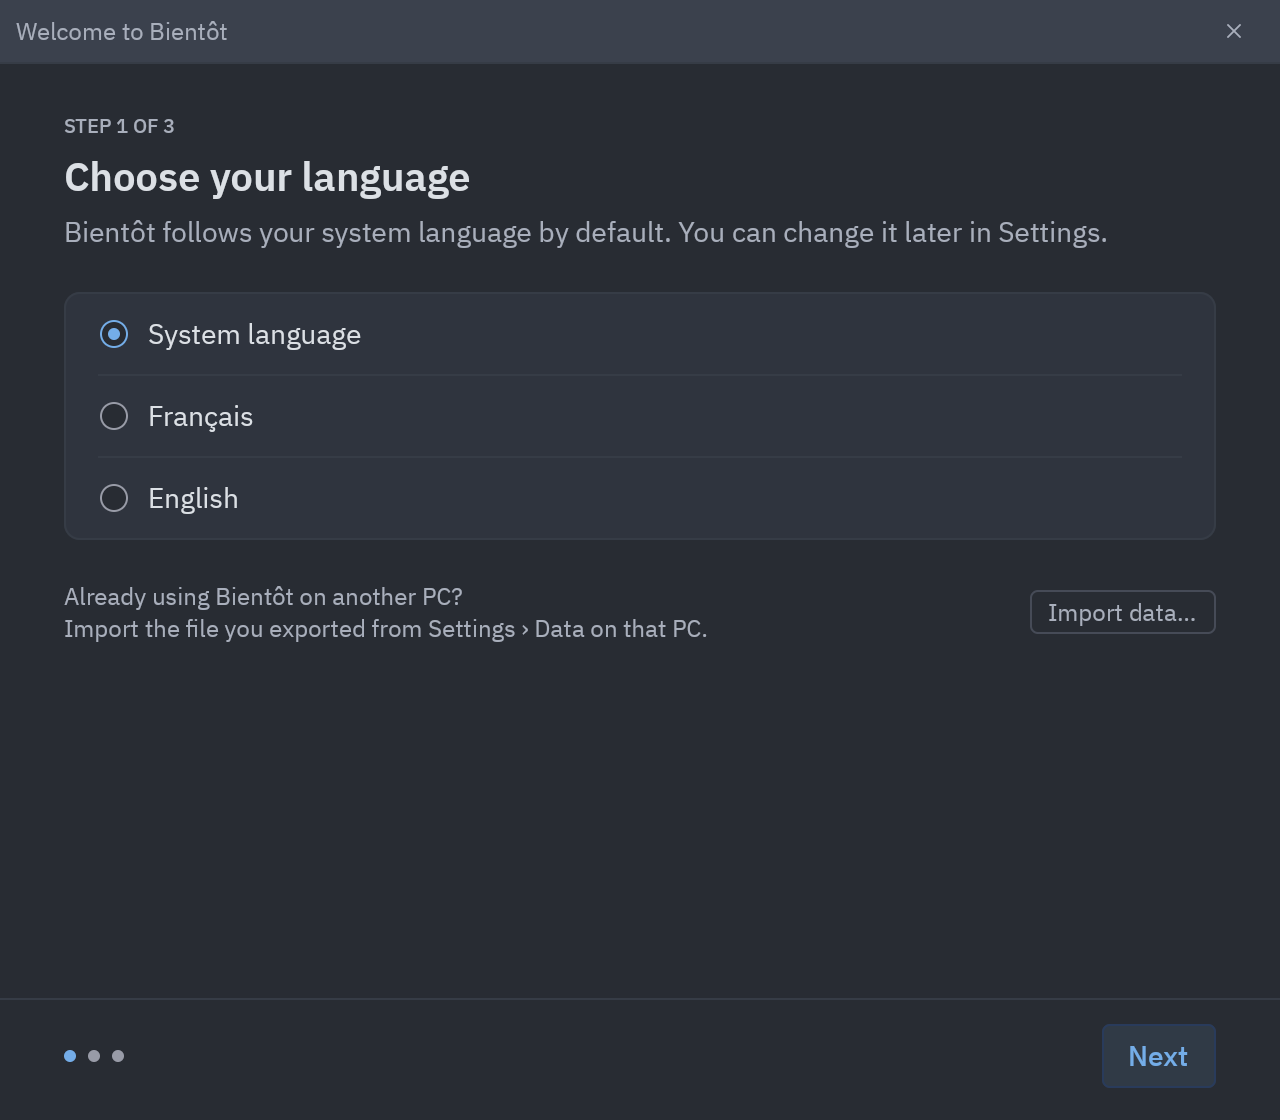 Welcome to Bientôt
STEP 1 OF 3
Choose your language
Bientôt follows your system language by default. You can change it later in Settings.
System language
Français
English
Already using Bientôt on another PC?
Import the file you exported from Settings › Data on that PC.
Import data…
Next